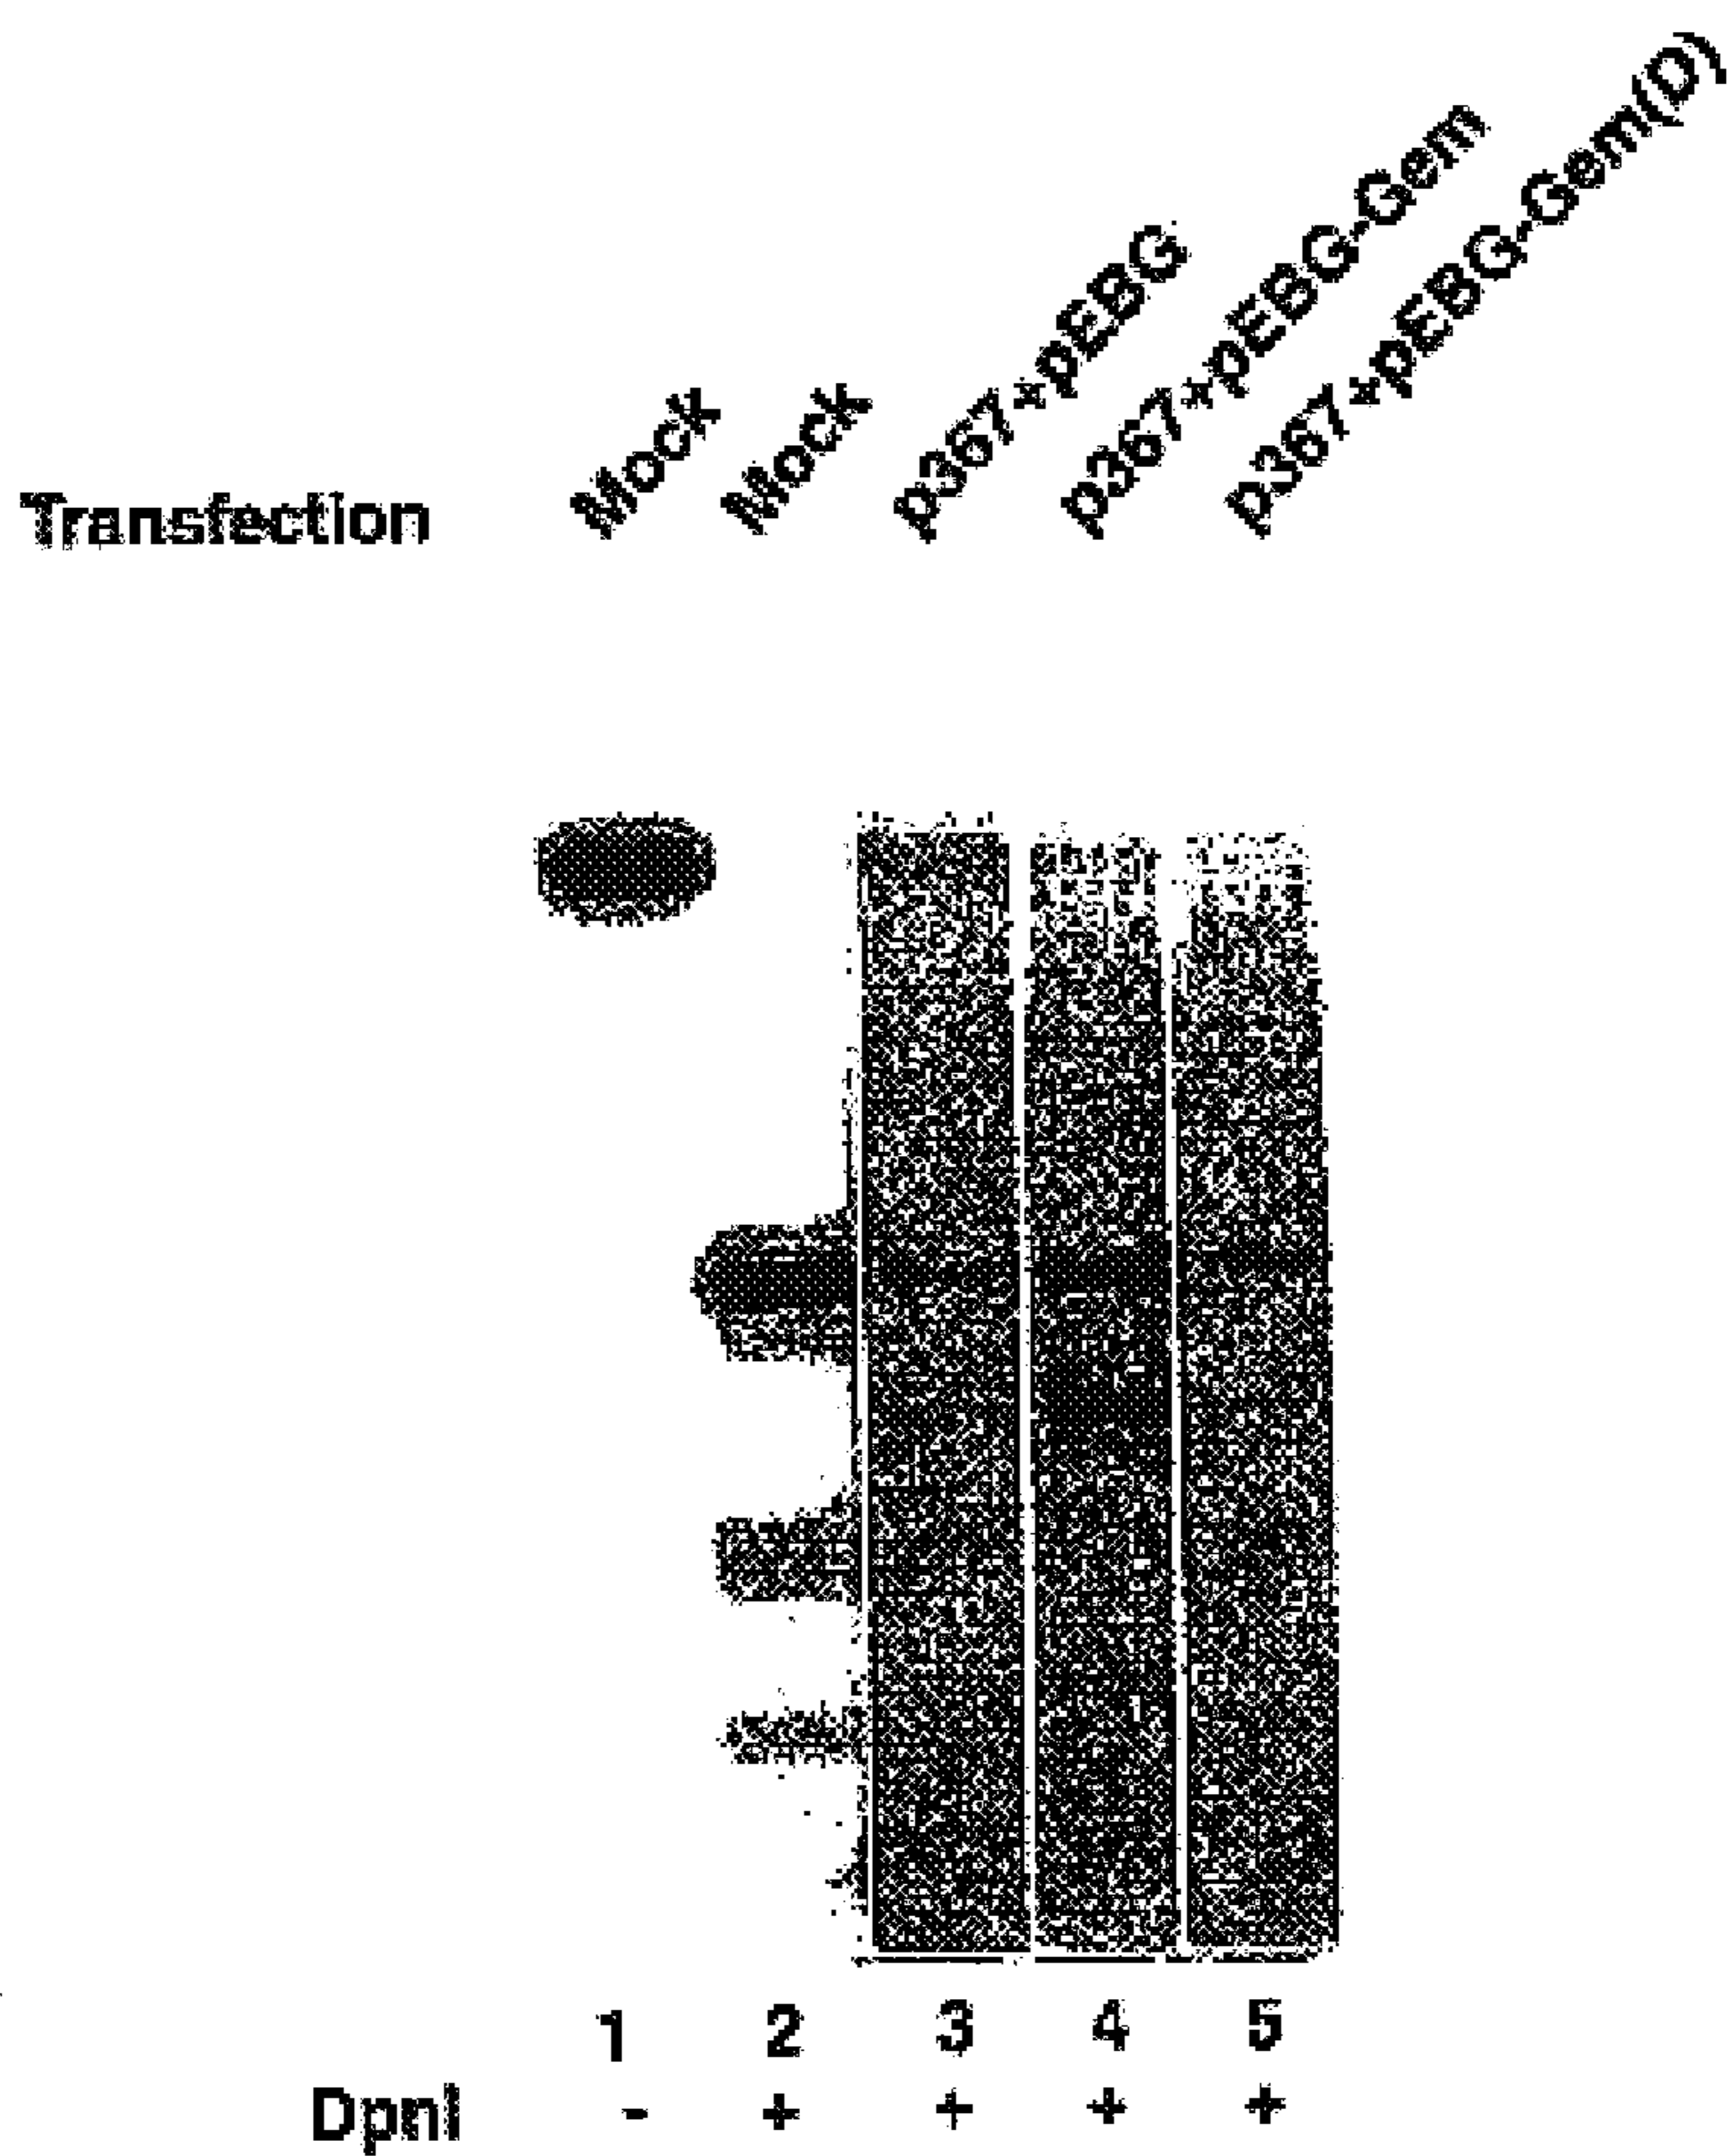 Transfection Mock Mock p367+pEBG p367+pEBG-Gem p367+pEBG-Gem(D)
1 2 3 4 5
DpnI - + + + +